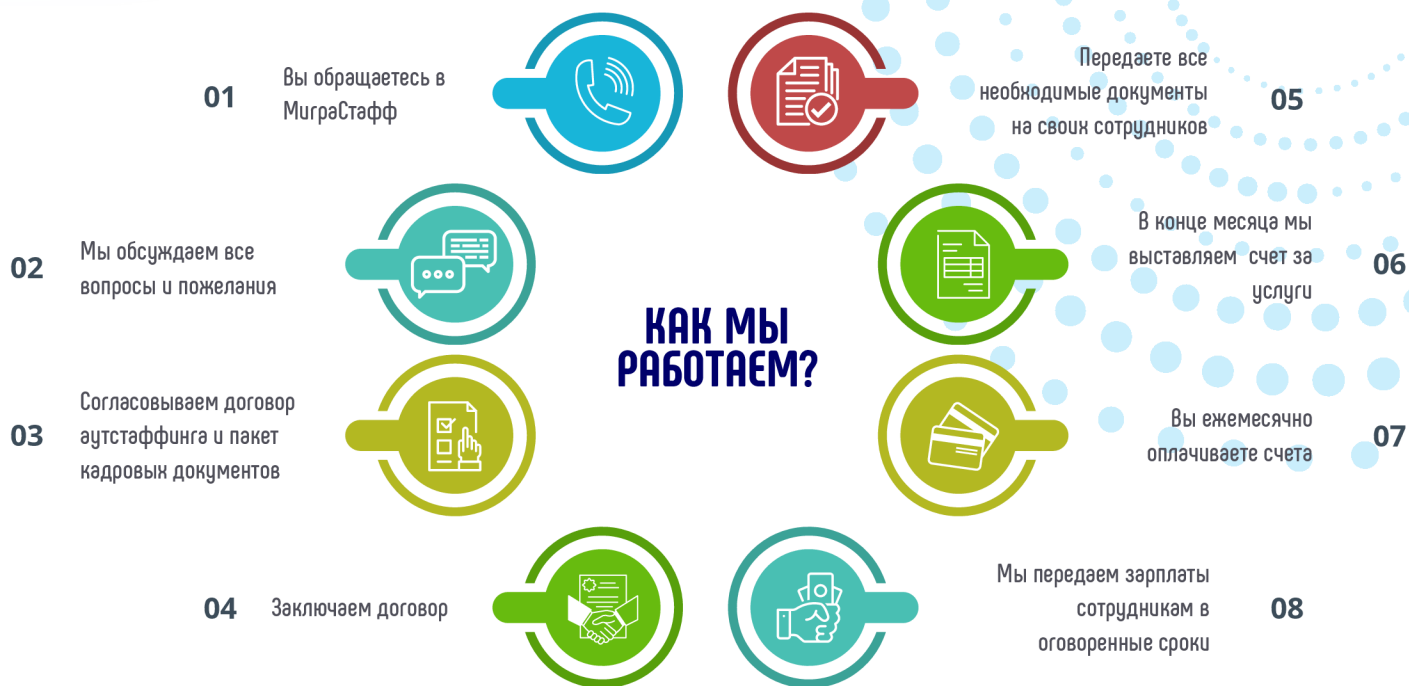 КАК МЫ
РАБОТАЕМ?
01
Вы обращаетесь в
МиграСтафф
02
Мы обсуждаем все
вопросы и пожелания
03
Согласовываем договор
аутстаффинга и пакет
кадровых документов
04
Заключаем договор
05
Передаете все
необходимые документы
на своих сотрудников
06
В конце месяца мы
выставляем счет за
услуги
07
Вы ежемесячно
оплачиваете счета
08
Мы передаем зарплаты
сотрудникам в
оговоренные сроки